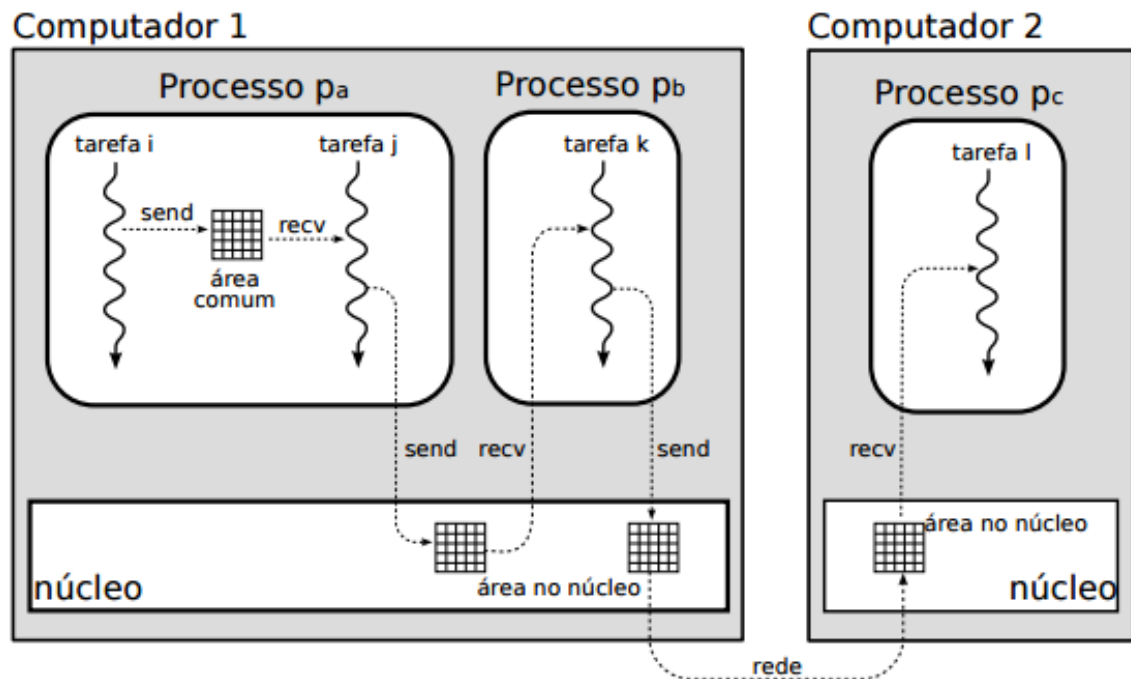 Computador 1
Computador 2
Processo pa
Processo pb
Processo pc
tarefa i
tarefa j
tarefa k
tarefa l
send
recv
área
comum
send
recv
send
recv
área no núcleo
área no núcleo
núcleo
núcleo
rede